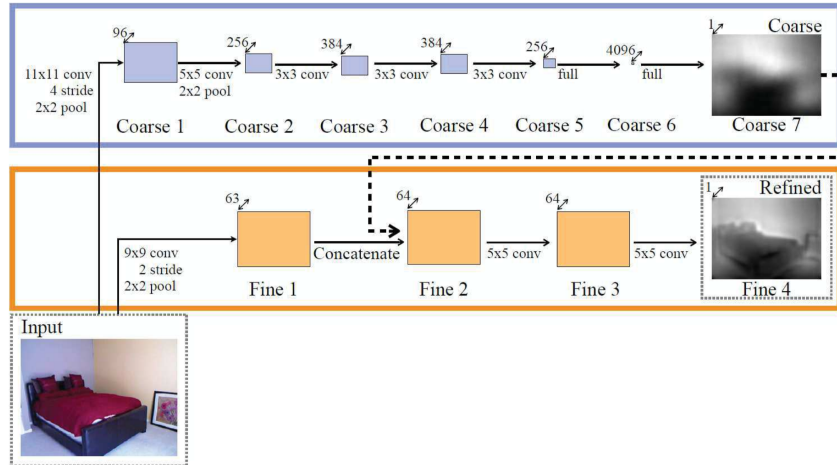 96
11x11 conv
4 stride
2x2 pool
Coarse 1
5x5 conv
2x2 pool
256
Coarse 2
3x3 conv
384
Coarse 3
3x3 conv
384
Coarse 4
3x3 conv
256
Coarse 5
full
4096
Coarse 6
full
1
Coarse
Coarse 7
9x9 conv
2 stride
2x2 pool
63
Fine 1
Concatenate
64
Fine 2
5x5 conv
64
Fine 3
5x5 conv
1
Refined
Fine 4
Input